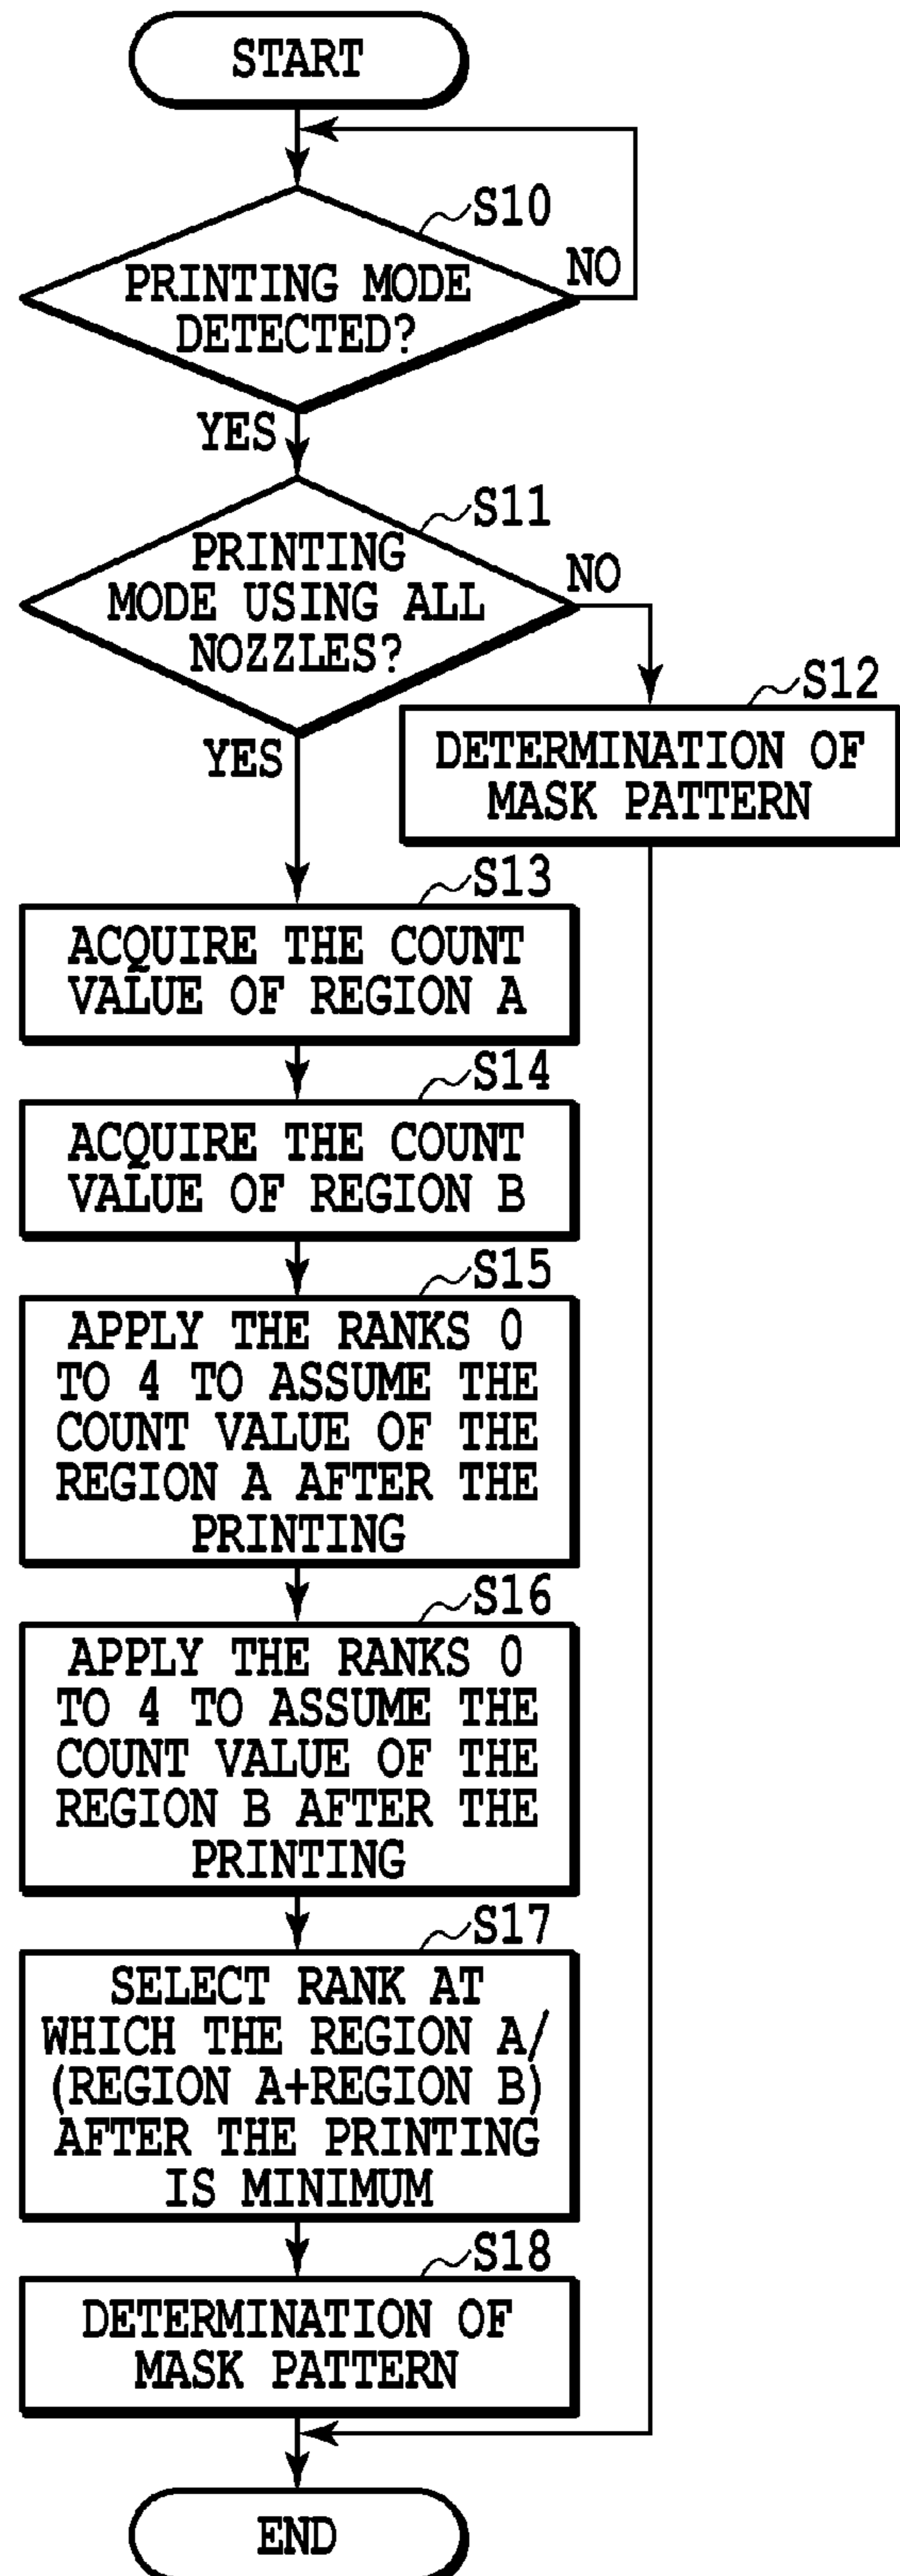 START
S10
PRINTING MODE
DETECTED?
NO
YES
S11
PRINTING
MODE USING ALL
NOZZLES?
NO
YES
S12
DETERMINATION OF
MASK PATTERN
S13
ACQUIRE THE COUNT
VALUE OF REGION A
S14
ACQUIRE THE COUNT
VALUE OF REGION B
S15
APPLY THE RANKS 0
TO 4 TO ASSUME THE
COUNT VALUE OF THE
REGION A AFTER THE
PRINTING
S16
APPLY THE RANKS 0
TO 4 TO ASSUME THE
COUNT VALUE OF THE
REGION B AFTER THE
PRINTING
S17
SELECT RANK AT
WHICH THE REGION A/
(REGION A+REGION B)
AFTER THE PRINTING
IS MINIMUM
S18
DETERMINATION OF
MASK PATTERN
END